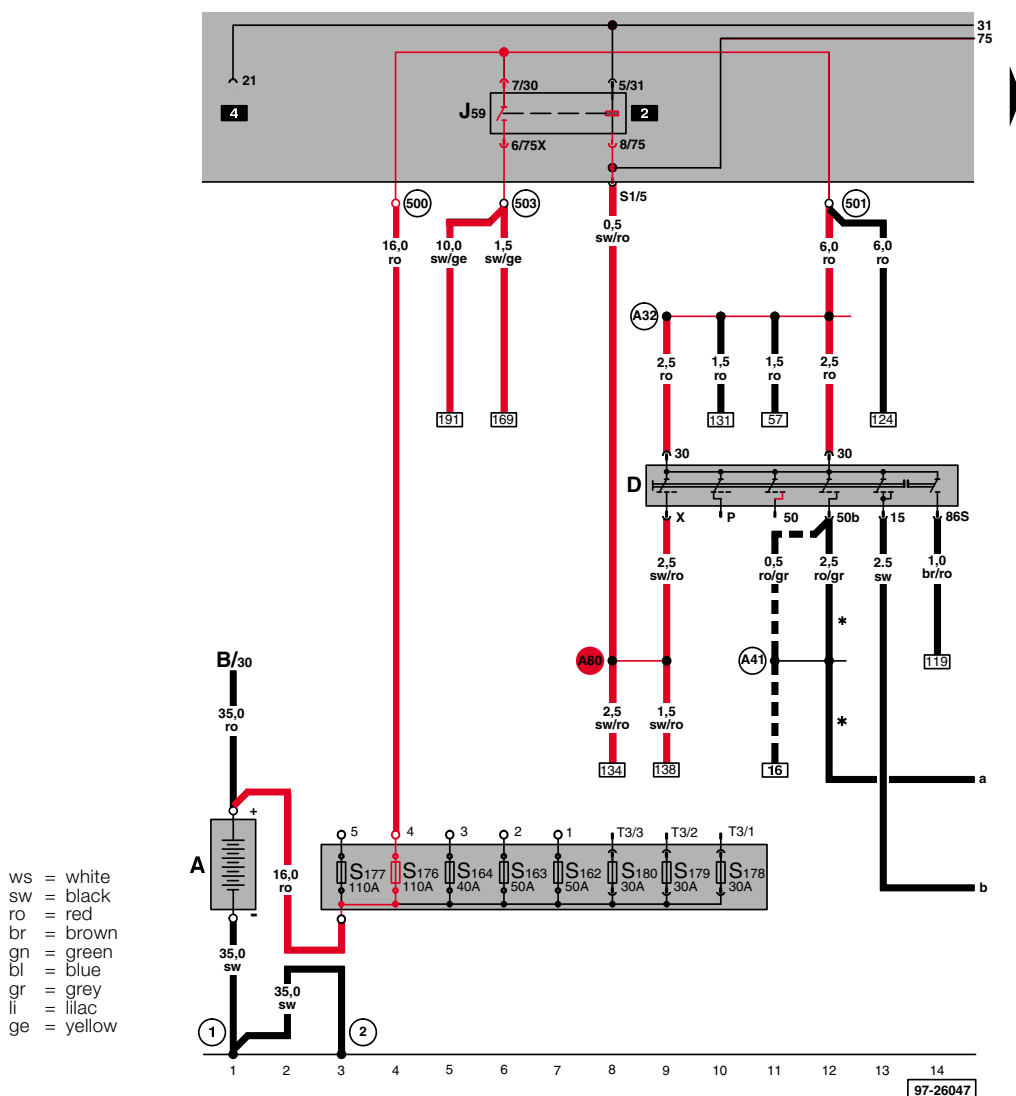 31
75
21
7/30
5/31
4
J59
2
6/75X
8/75
S1/5
500
503
501
16,0
ro
10,0
sw/ge
1,5
sw/ge
0,5
sw/ro
6,0
ro
6,0
ro
A32
2,5
ro
1,5
ro
1,5
ro
2,5
ro
191
169
131
57
124
30
30
D
X
P
50
50b
15
86S
2,5
sw/ro
0,5
ro/gr
2,5
ro/gr
2.5
sw
1,0
br/ro
*
B/30
A80
A41
119
35,0
ro
2,5
sw/ro
1,5
sw/ro
*
134
138
16
a
+
5
4
3
2
1
T3/3
T3/2
T3/1
A
16,0
ro
S177
110A
S176
110A
S164
40A
S163
50A
S162
50A
S180
30A
S179
30A
S178
30A
b
-
ws = white
sw = black
ro = red
br = brown
gn = green
bl = blue
gr = grey
li = lilac
ge = yellow
35,0
sw
35,0
sw
1
2
1 2 3 4 5 6 7 8 9 10 11 12 13 14
97-26047